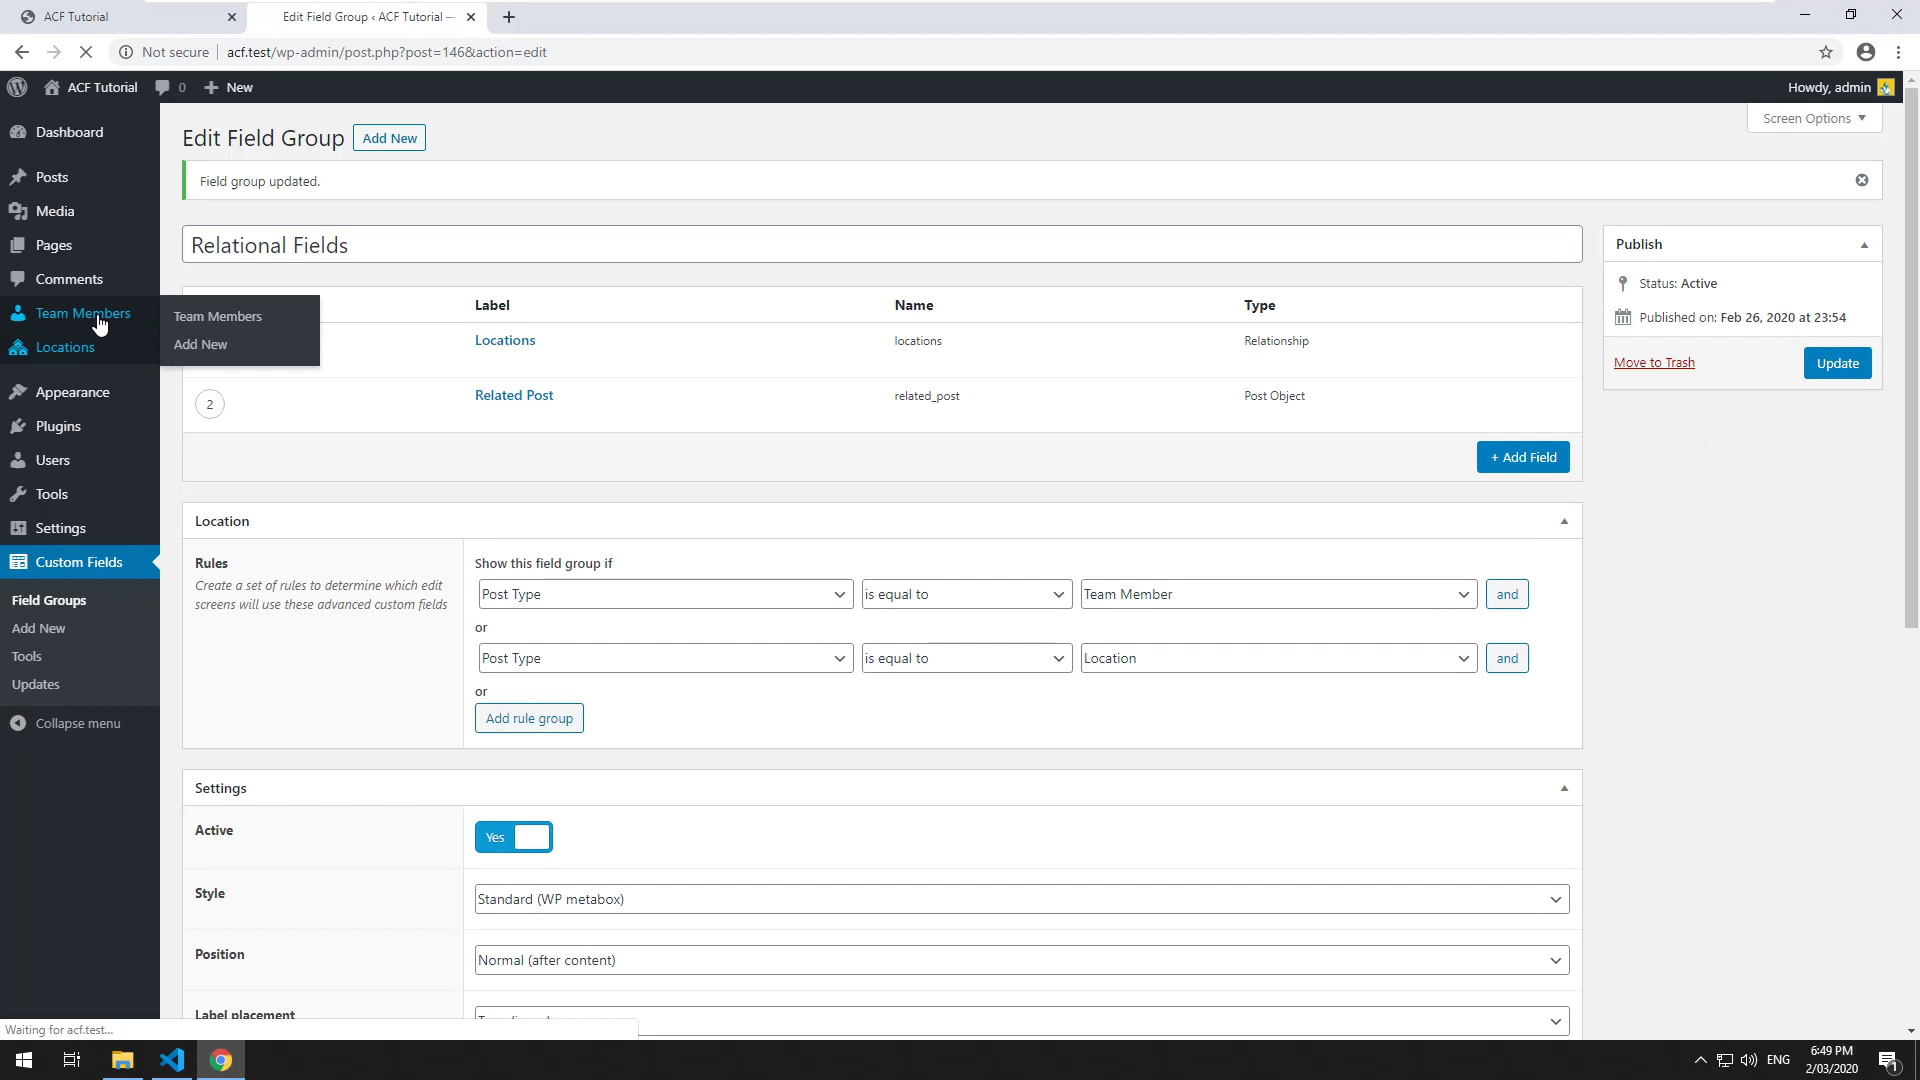 ACF Tutorial
Edit Field Group ‹ ACF Tutorial —
Not secure
acf.test/wp-admin/post.php?post=146&action=edit
ACF Tutorial
0
New
Howdy, admin
Dashboard
Posts
Media
Pages
Comments
Team Members
Locations
Team Members
Add New
Appearance
Plugins
Users
Tools
Settings
Custom Fields
Field Groups
Add New
Tools
Updates
Collapse menu
Screen Options
Edit Field Group
Add New
Field group updated.
Relational Fields
Label Name Type
Locations locations Relationship
2 Related Post related_post Post Object
+ Add Field
Publish
Status: Active
Published on: Feb 26, 2020 at 23:54
Move to Trash
Update
Location
Rules
Create a set of rules to determine which edit
screens will use these advanced custom fields
Show this field group if
Post Type is equal to Team Member and
or
Post Type is equal to Location and
or
Add rule group
Settings
Active
Yes
Style
Standard (WP metabox)
Position
Normal (after content)
Label placement
Waiting for acf.test...
ENG
6:49 PM
2/03/2020
1